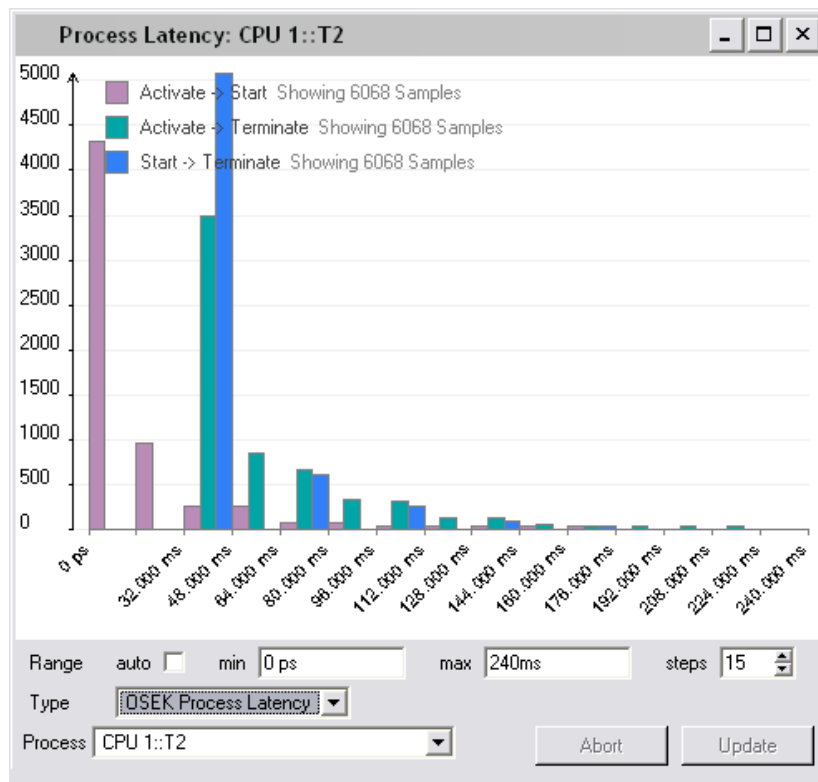 Process Latency: CPU 1::T2
5000
4500
4000
3500
3000
2500
2000
1500
1000
500
0
Activate -> Start Showing 6068 Samples
Activate -> Terminate Showing 6068 Samples
Start -> Terminate Showing 6068 Samples
0 ps
32.000 ms
48.000 ms
64.000 ms
80.000 ms
96.000 ms
112.000 ms
128.000 ms
144.000 ms
160.000 ms
176.000 ms
192.000 ms
208.000 ms
224.000 ms
240.000 ms
Range auto min 0 ps max 240ms steps 15
Type OSEK Process Latency
Process CPU 1::T2 Abort Update